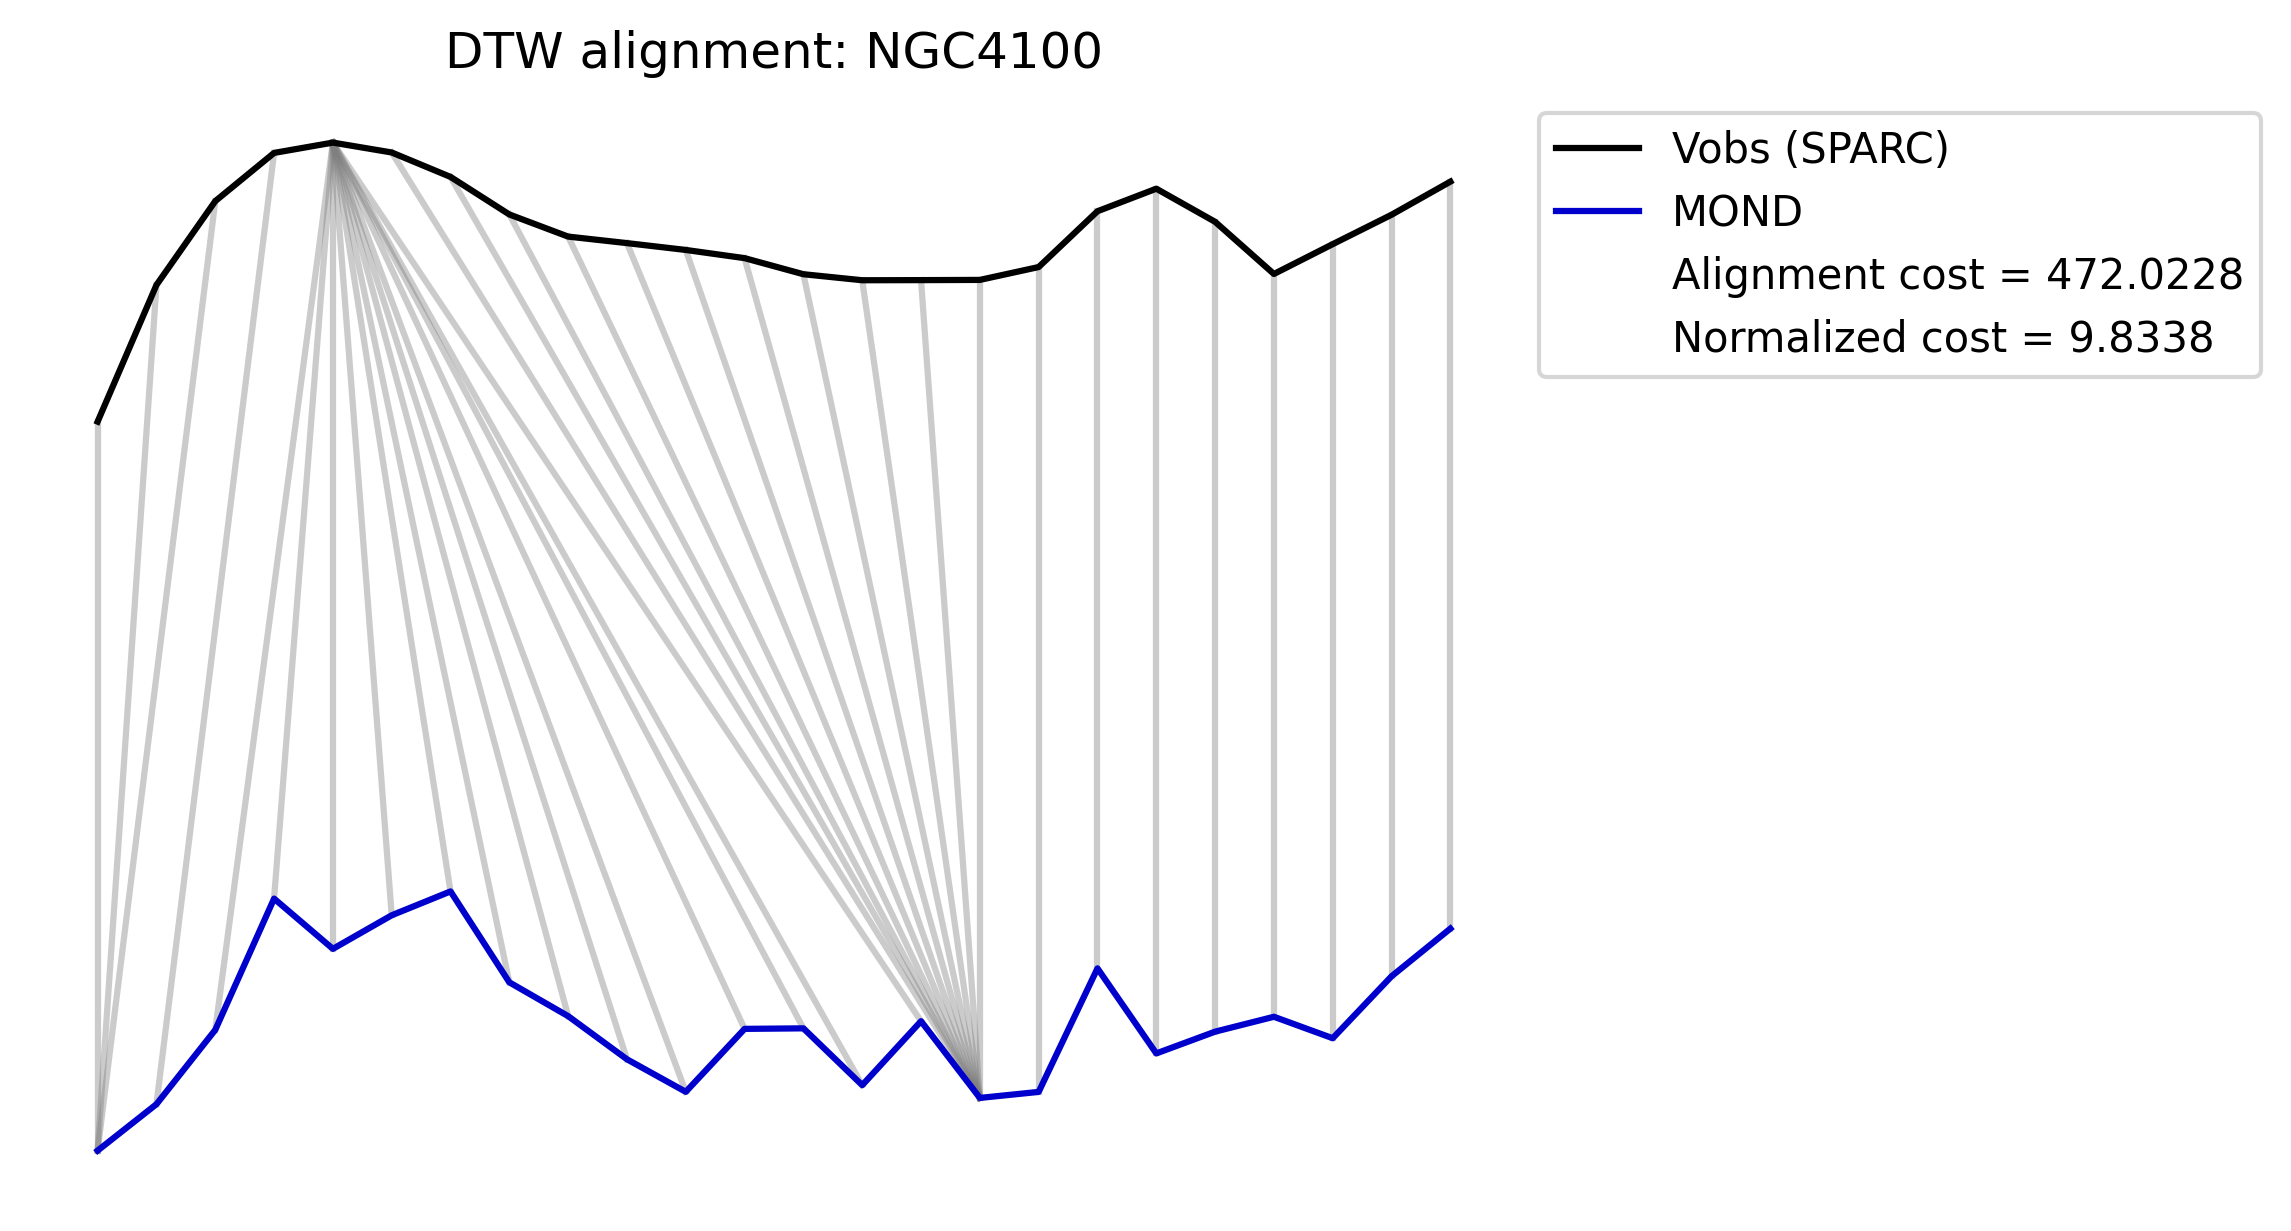 DTW alignment: NGC4100
Vobs (SPARC)
MOND
Alignment cost = 472.0228
Normalized cost = 9.8338